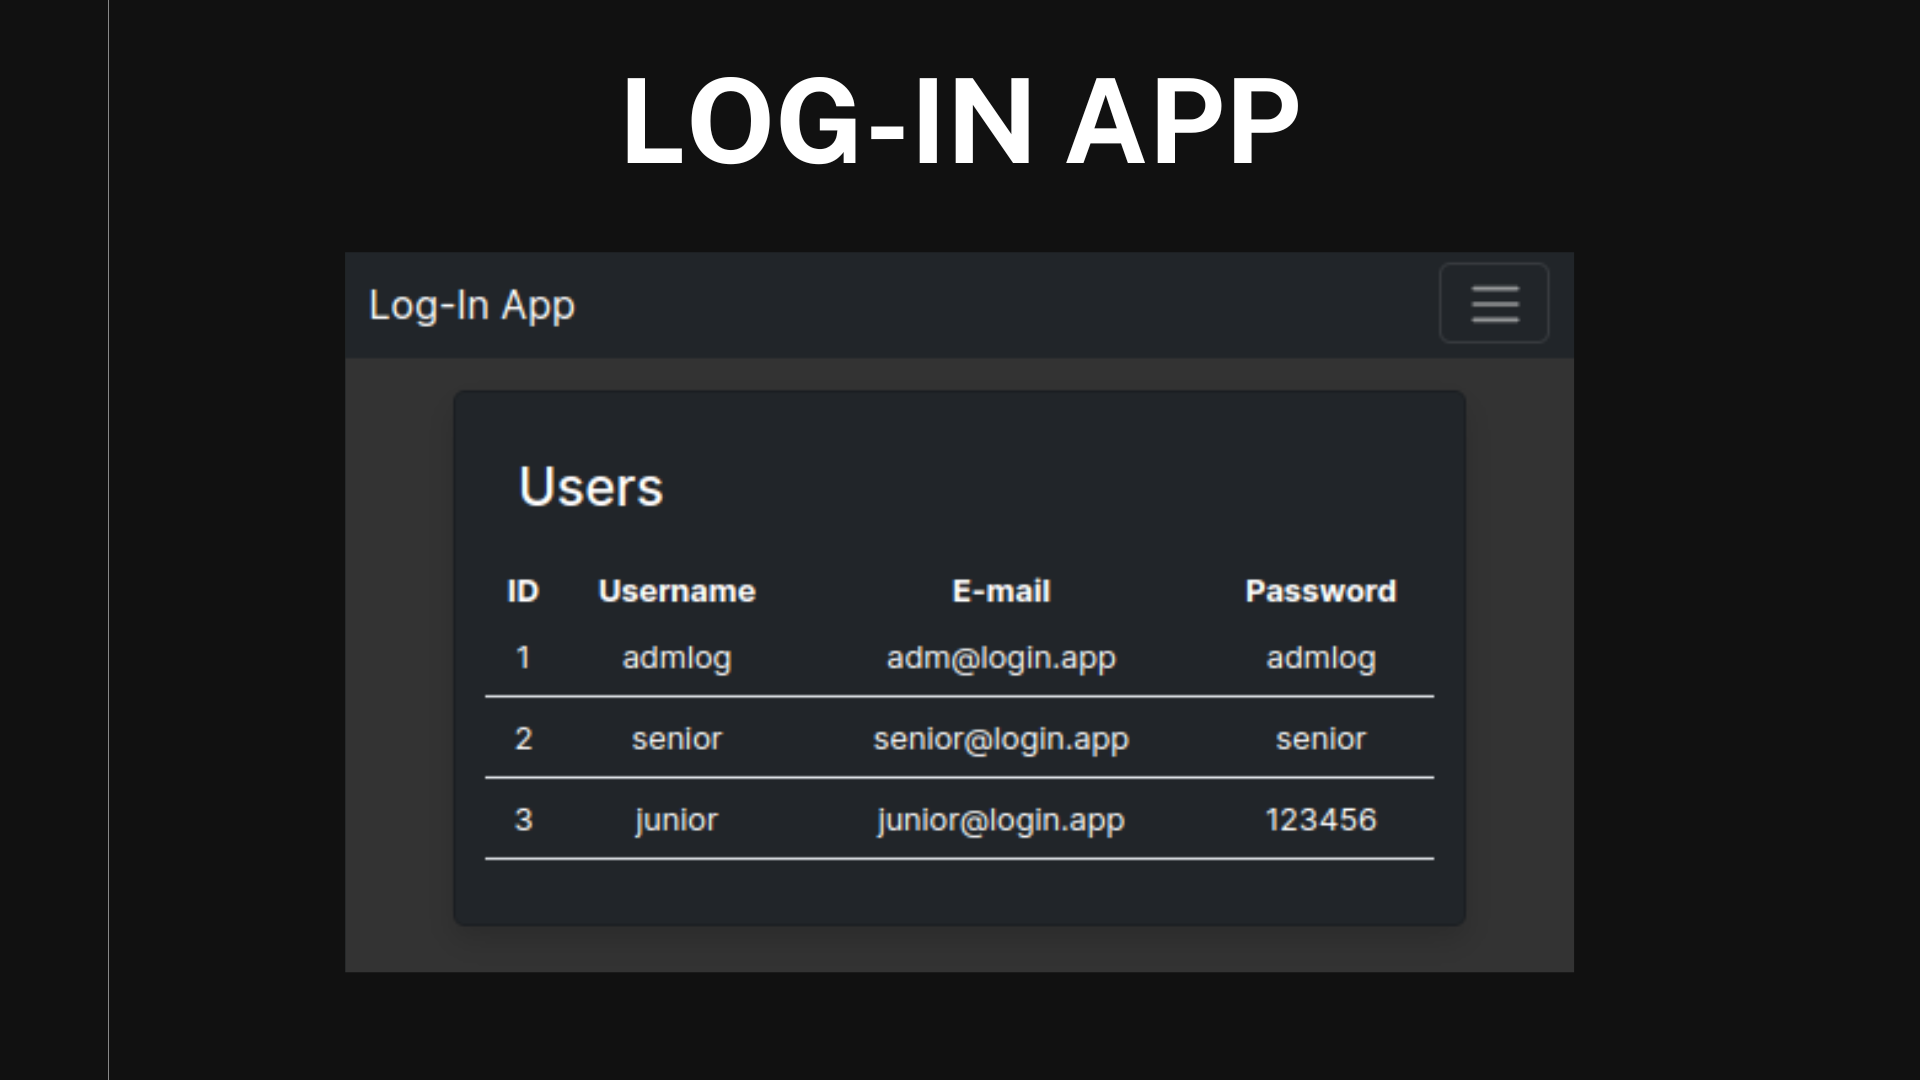 LOG-IN APP
Log-In App
Users
ID Username E-mail Password
1 admlog adm@login.app admlog
2 senior senior@login.app senior
3 junior junior@login.app 123456